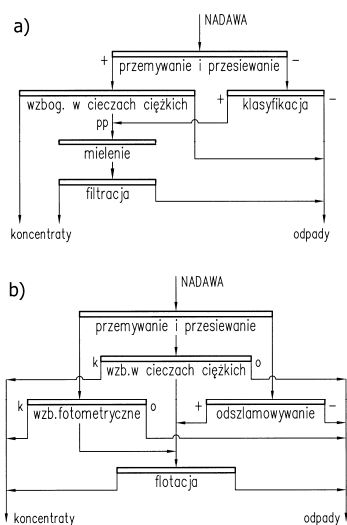 a)
NADAWA
+ przemywanie i przesiewanie −
wzbog. w cieczach ciężkich + klasyfikacja −
pp
mielenie
filtracja
koncentraty odpady
b)
NADAWA
przemywanie i przesiewanie
k wzb.w cieczach ciężkich o
k wzb.fotometryczne o + odszlamowywanie −
flotacja
koncentraty odpady